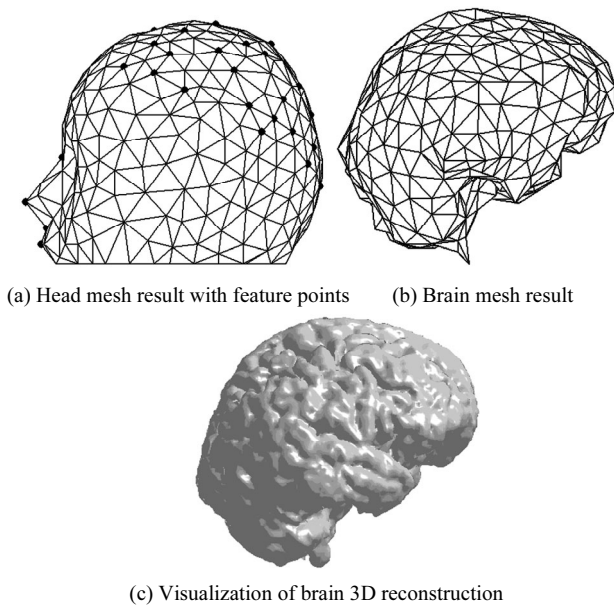 (a) Head mesh result with feature points
(b) Brain mesh result
(c) Visualization of brain 3D reconstruction